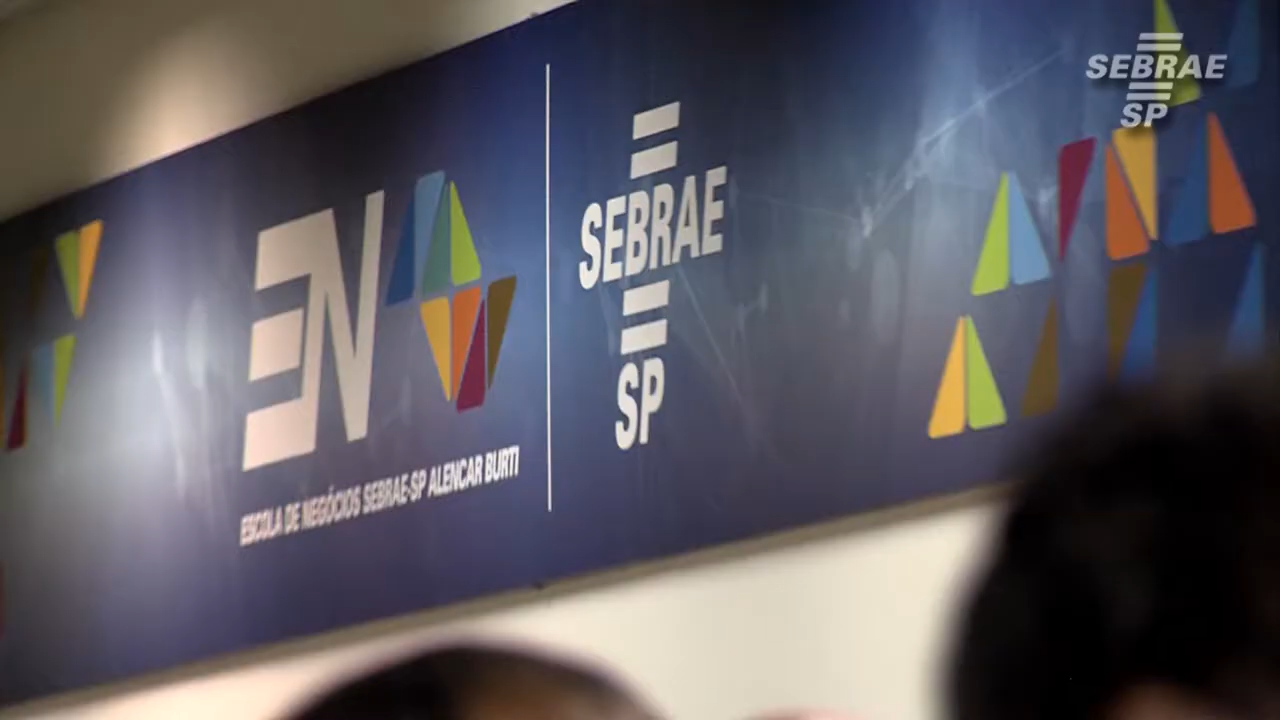 EN
ESCOLA DE NEGÓCIOS SEBRAE-SP ALENCAR BURTI
SEBRAE
SP
SEBRAE
SP